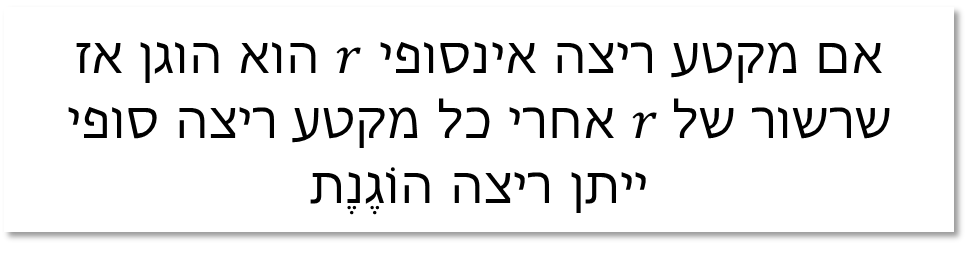 אם מקטע ריצה אינסופי r הוא הוגן אז
שרשור של r אחרי כל מקטע ריצה סופי
ייתן ריצה הוֹגֶנֶת